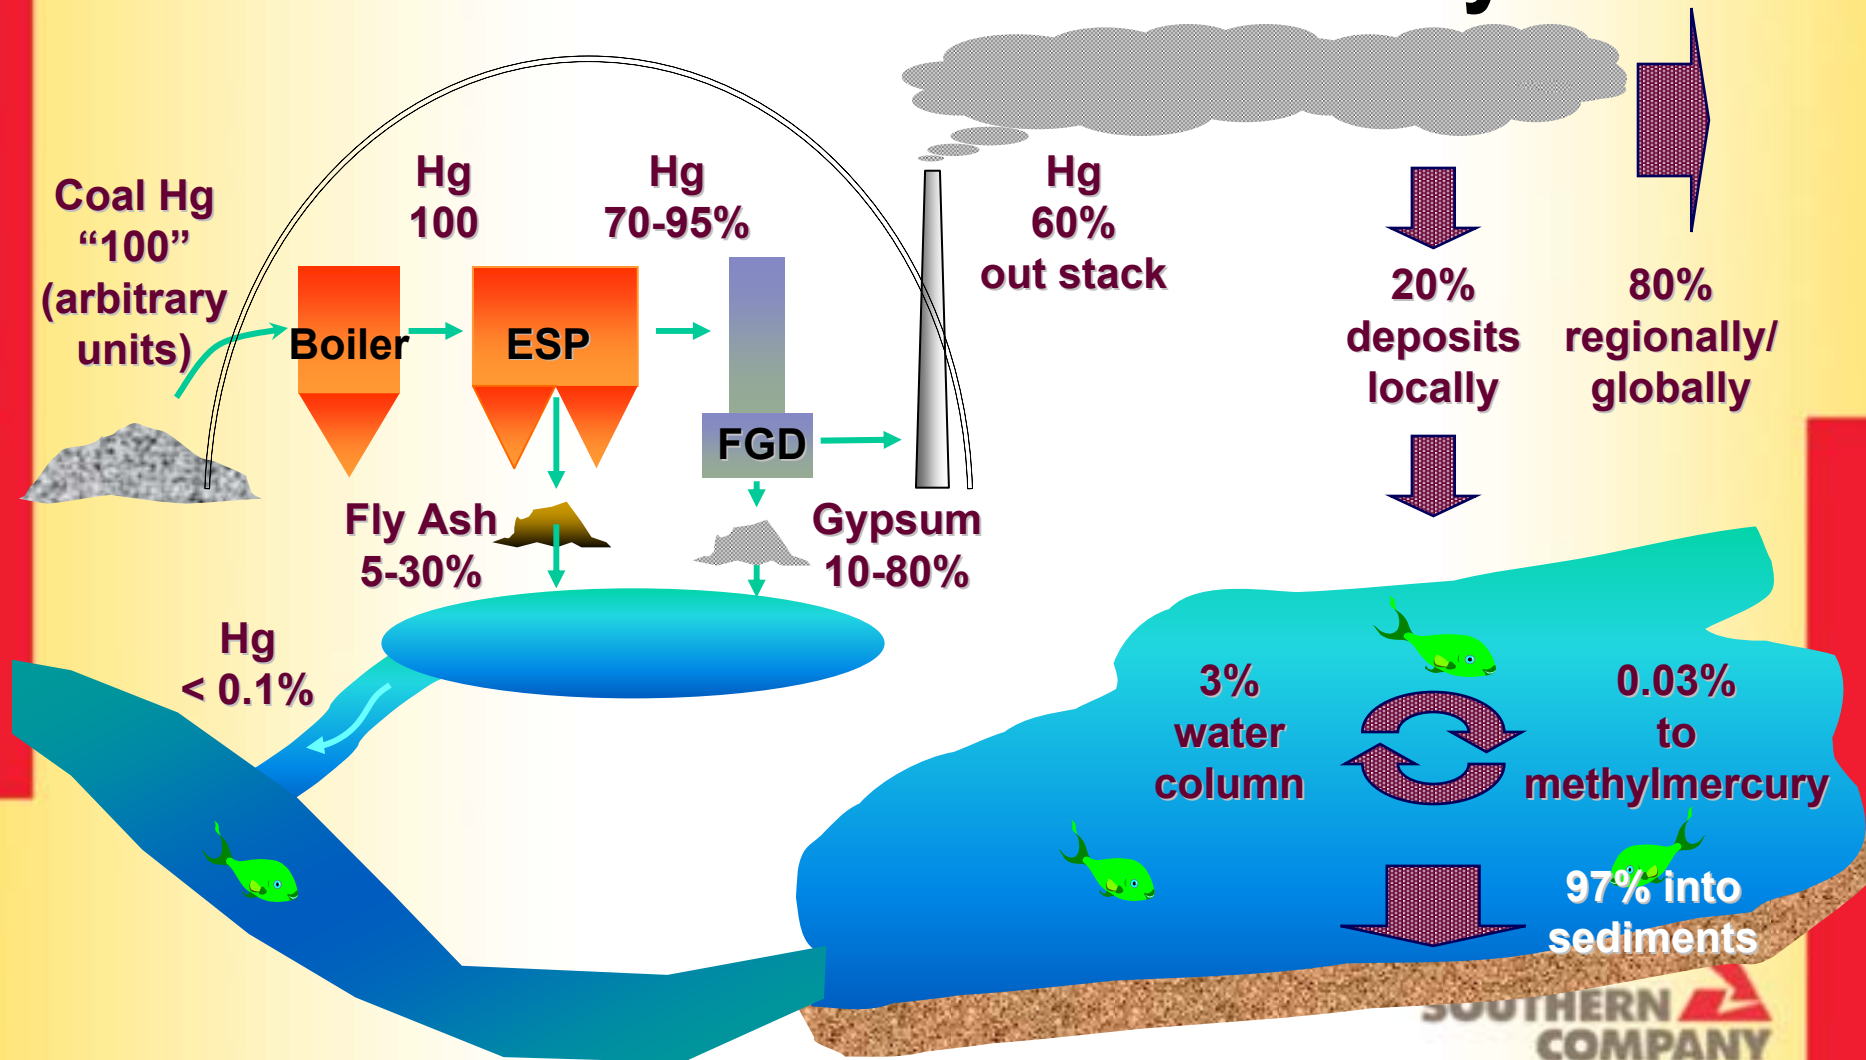 Coal Hg
“100”
(arbitrary
units)
Hg
100
Hg
70-95%
Hg
60%
out stack
20%
deposits
locally
80%
regionally/
globally
Boiler
ESP
FGD
Fly Ash
5-30%
Gypsum
10-80%
Hg
< 0.1%
3%
water
column
0.03%
to
methylmercury
97% into
sediments
SOUTHERN
COMPANY